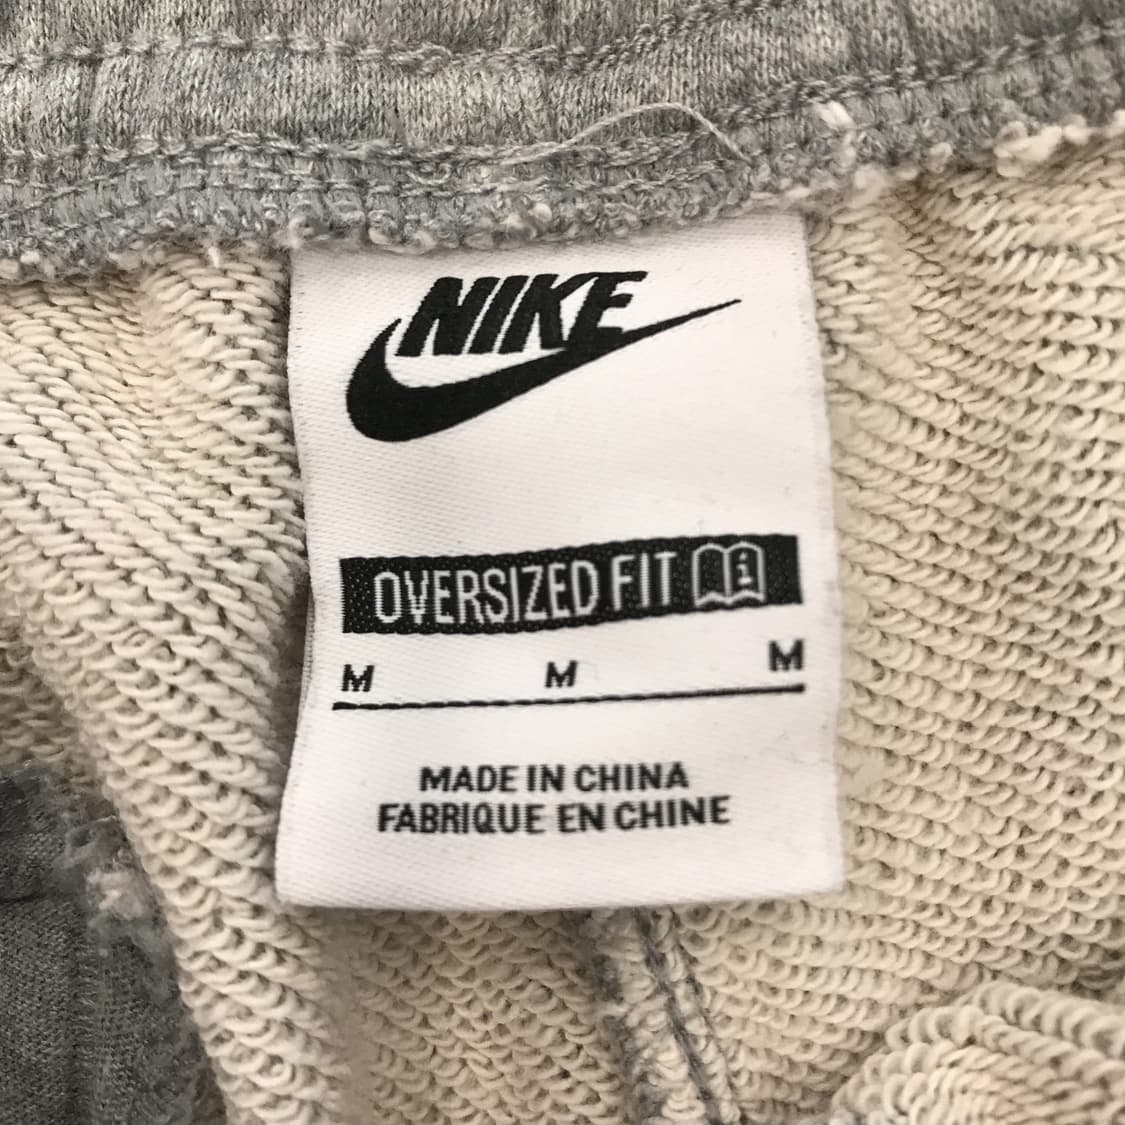 NIKE
OVERSIZED FIT
M M M
MADE IN CHINA
FABRIQUE EN CHINE